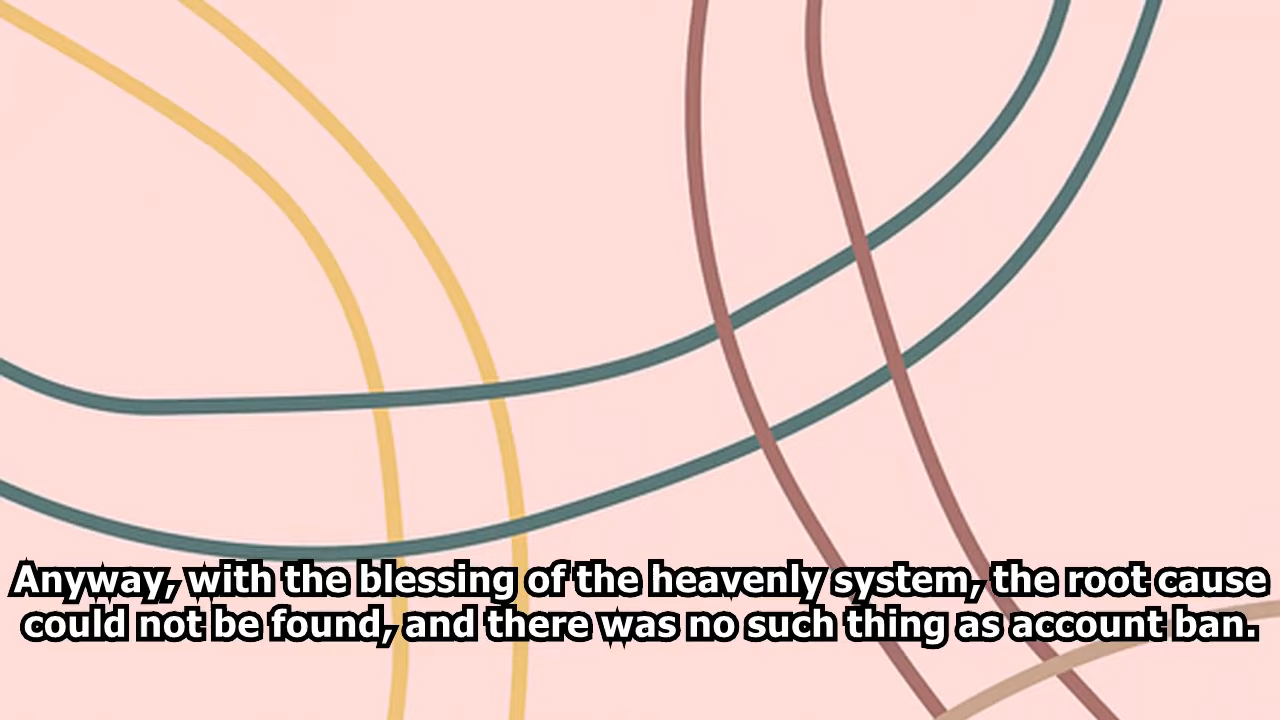 Anyway, with the blessing of the heavenly system, the root cause
could not be found, and there was no such thing as account ban.